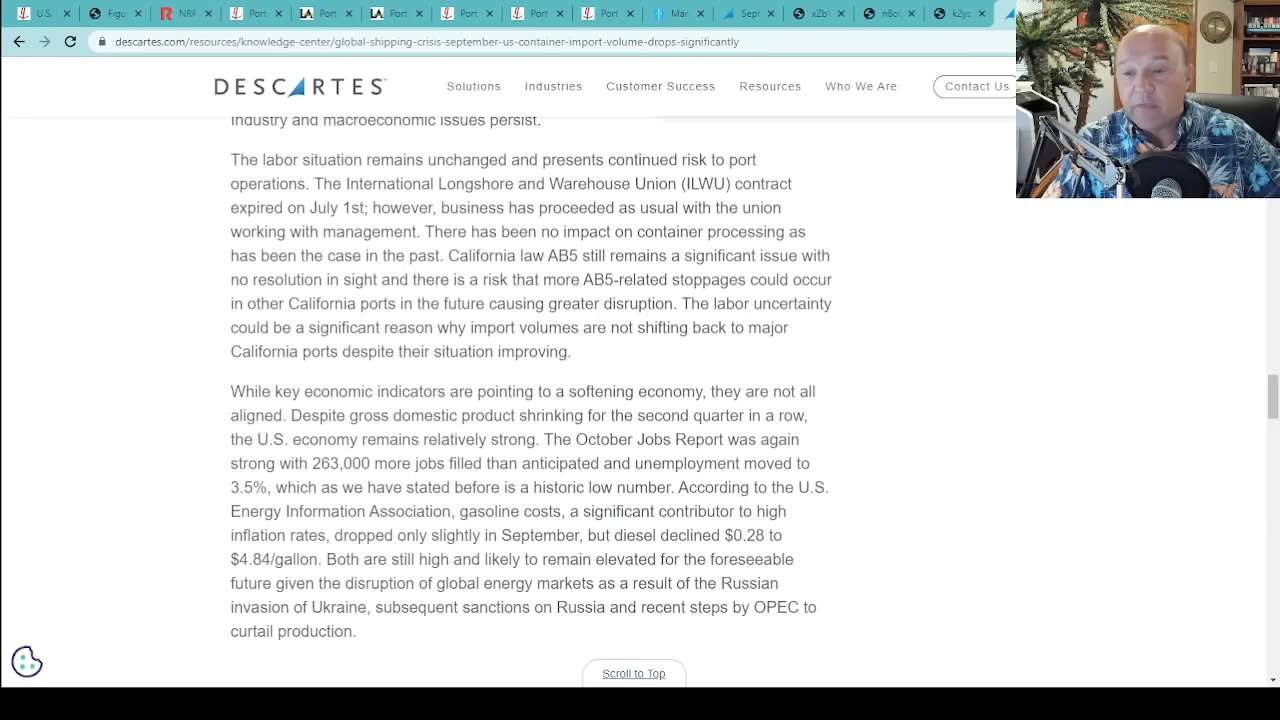 U.S.
Figu
NRF
Port
Port
Port
Port
Port
Port
Mar
Sept
xZbV
n8ol
k2yz
descartes.com/resources/knowledge-center/global-shipping-crisis-september-us-container-import-volume-drops-significantly
DESCARTES
Solutions
Industries
Customer Success
Resources
Who We Are
Contact Us
Industry and macroeconomic issues persist.
The labor situation remains unchanged and presents continued risk to port
operations. The International Longshore and Warehouse Union (ILWU) contract
expired on July 1st; however, business has proceeded as usual with the union
working with management. There has been no impact on container processing as
has been the case in the past. California law AB5 still remains a significant issue with
no resolution in sight and there is a risk that more AB5-related stoppages could occur
in other California ports in the future causing greater disruption. The labor uncertainty
could be a significant reason why import volumes are not shifting back to major
California ports despite their situation improving.
While key economic indicators are pointing to a softening economy, they are not all
aligned. Despite gross domestic product shrinking for the second quarter in a row,
the U.S. economy remains relatively strong. The October Jobs Report was again
strong with 263,000 more jobs filled than anticipated and unemployment moved to
3.5%, which as we have stated before is a historic low number. According to the U.S.
Energy Information Association, gasoline costs, a significant contributor to high
inflation rates, dropped only slightly in September, but diesel declined $0.28 to
$4.84/gallon. Both are still high and likely to remain elevated for the foreseeable
future given the disruption of global energy markets as a result of the Russian
invasion of Ukraine, subsequent sanctions on Russia and recent steps by OPEC to
curtail production.
Scroll to Top